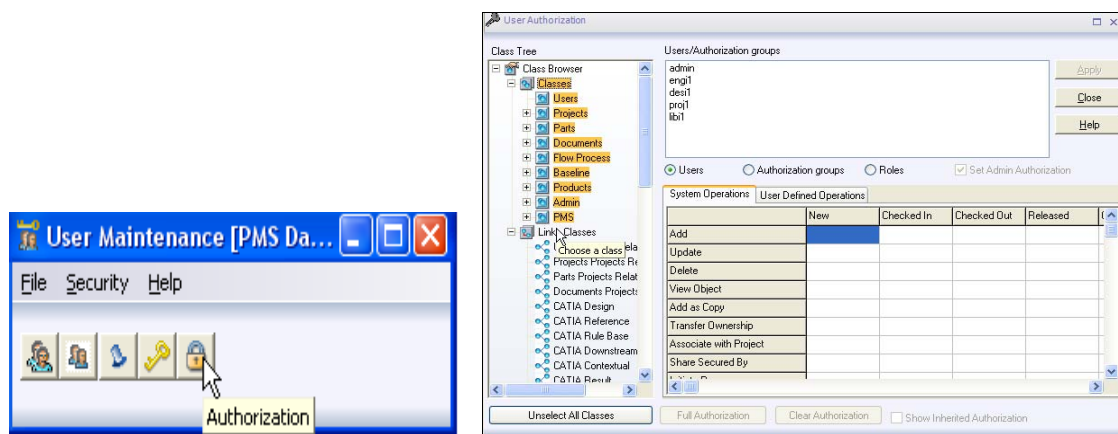 User Maintenance [PMS Da...
File Security Help
Authorization
User Authorization
Class Tree
Class Browser
Classes
Users
Projects
Parts
Documents
Flow Process
Baseline
Products
Admin
PMS
Link Classes
Choose a class
Projects Projects Re
Parts Projects Relat
Documents Projects
CATIA Design
CATIA Reference
CATIA Rule Base
CATIA Downstream
CATIA Contextual
CATIA Result
Unselect All Classes
Users/Authorization groups
admin
engi1
desi1
proj1
libi1
Apply
Close
Help
Users Authorization groups Roles Set Admin Authorization
System Operations User Defined Operations
New Checked In Checked Out Released
Add
Update
Delete
View Object
Add as Copy
Transfer Ownership
Associate with Project
Share Secured By
Full Authorization Clear Authorization Show Inherited Authorization